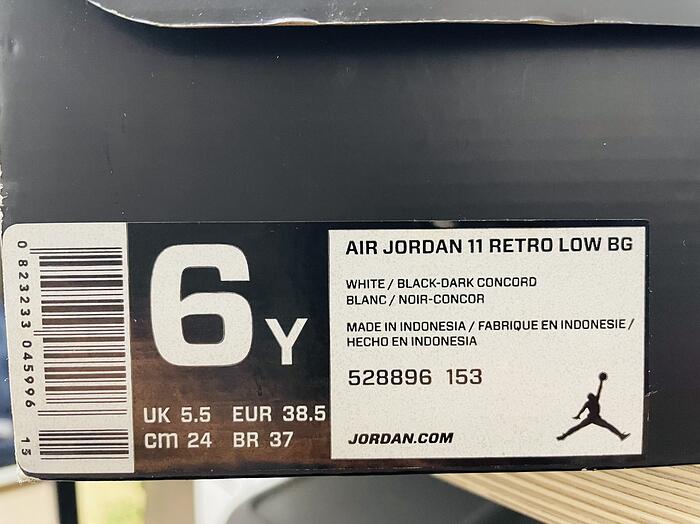 0 823233 045996 15
6Y
UK 5.5 EUR 38.5
cm 24 BR 37
AIR JORDAN 11 RETRO LOW BG
WHITE / BLACK-DARK CONCORD
BLANC / NOIR-CONCOR
MADE IN INDONESIA / FABRIQUE EN INDONESIE /
HECHO EN INDONESIA
528896 153
JORDAN.COM